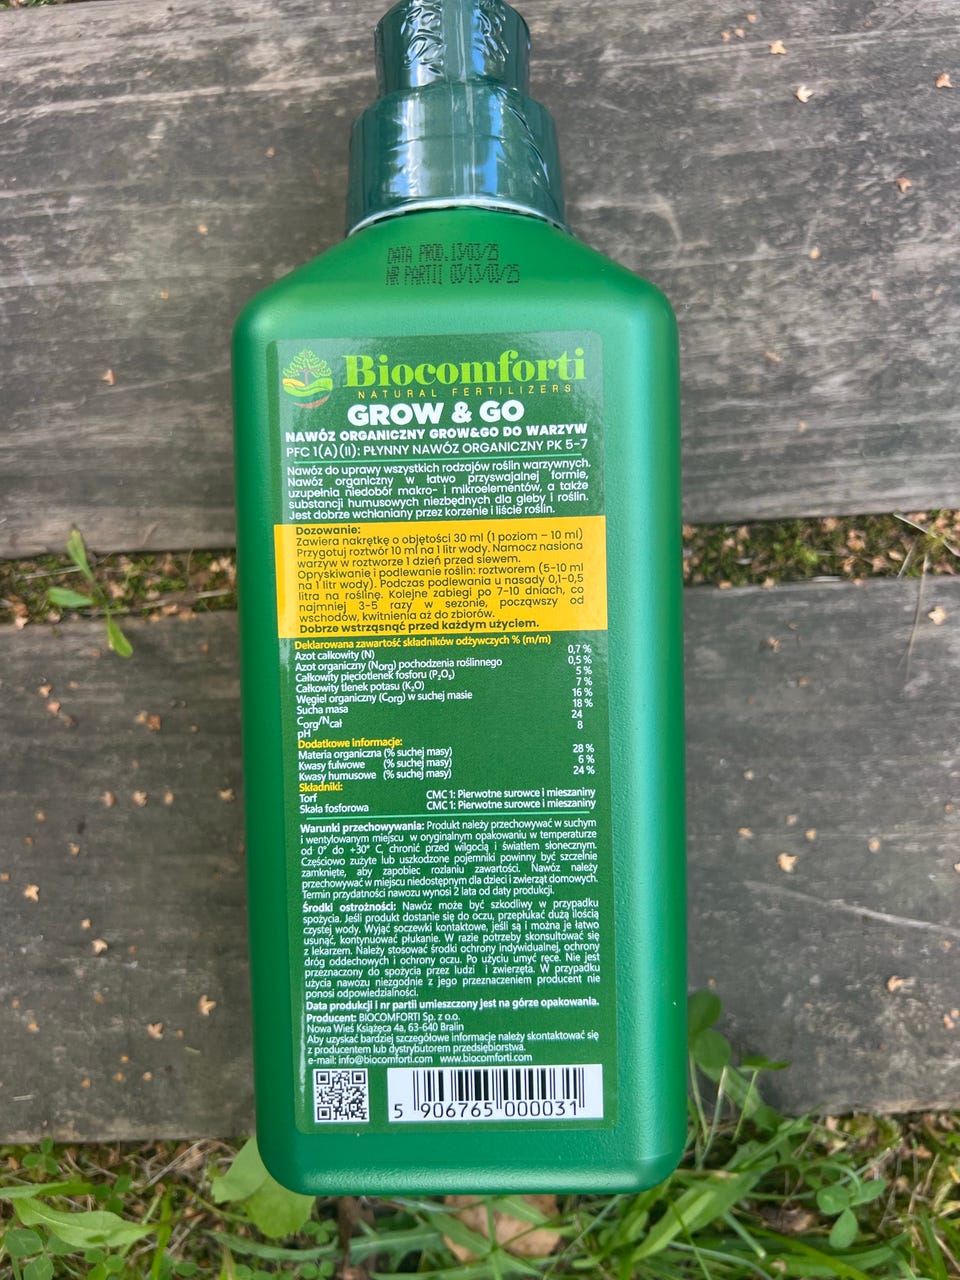 DATA PROD. 13/03/25
NR PARTII 03/13/03/25
Biocomforti
NATURAL FERTILIZERS
GROW & GO
NAWÓZ ORGANICZNY GROW&GO DO WARZYW
PFC 1(A)(II): PŁYNNY NAWÓZ ORGANICZNY PK 5-7
Nawóz do uprawy wszystkich rodzajów roślin warzywnych.
Nawóz organiczny w łatwo przyswajalnej formie,
uzupełnia niedobór makro- i mikroelementów, a także
substancji humusowych niezbędnych dla gleby i roślin.
Jest dobrze wchłaniany przez korzenie i liście roślin.
Dozowanie:
Zawiera nakrętkę o objętości 30 ml (1 poziom – 10 ml)
Przygotuj roztwór 10 ml na 1 litr wody. Namocz nasiona
warzyw w roztworze 1 dzień przed siewem.
Opryskiwanie i podlewanie roślin: roztworem (5-10 ml
na 1 litr wody). Podczas podlewania u nasady 0,1-0,5
litra na roślinę. Kolejne zabiegi po 7-10 dniach, co
najmniej 3-5 razy w sezonie, począwszy od
wschodów, kwitnienia aż do zbiorów.
Dobrze wstrząsnąć przed każdym użyciem.
Deklarowana zawartość składników odżywczych % (m/m)
Azot całkowity (N) 0,7 %
Azot organiczny (Norg) pochodzenia roślinnego 0,5 %
Całkowity pięciotlenek fosforu (P₂O₅) 5 %
Całkowity tlenek potasu (K₂O) 7 %
Węgiel organiczny (Corg) w suchej masie 16 %
Sucha masa 18 %
Corg/Ncał 24
pH 8
Dodatkowe informacje:
Materia organiczna (% suchej masy) 28 %
Kwasy fulwowe (% suchej masy) 6 %
Kwasy humusowe (% suchej masy) 24 %
Składniki:
Torf CMC 1: Pierwotne surowce i mieszaniny
Skała fosforowa CMC 1: Pierwotne surowce i mieszaniny
Warunki przechowywania: Produkt należy przechowywać w suchym
i wentylowanym miejscu w oryginalnym opakowaniu w temperaturze
od 0° do +30° C, chronić przed wilgocią i światłem słonecznym.
Częściowo zużyte lub uszkodzone pojemniki powinny być szczelnie
zamknięte, aby zapobiec rozlaniu zawartości. Nawóz należy
przechowywać w miejscu niedostępnym dla dzieci i zwierząt domowych.
Termin przydatności nawozu wynosi 2 lata od daty produkcji.
Środki ostrożności: Nawóz może być szkodliwy w przypadku
spożycia. Jeśli produkt dostanie się do oczu, przepłukać dużą ilością
czystej wody. Wyjąć soczewki kontaktowe, jeśli są i można je łatwo
usunąć, kontynuować płukanie. W razie potrzeby skonsultować się
z lekarzem. Należy stosować środki ochrony indywidualnej, ochrony
dróg oddechowych i ochrony oczu. Po użyciu umyć ręce. Nie jest
przeznaczony do spożycia przez ludzi i zwierzęta. W przypadku
użycia nawozu niezgodnie z jego przeznaczeniem producent nie
ponosi odpowiedzialności.
Data produkcji i nr partii umieszczony jest na górze opakowania.
Producent: BIOCOMFORTI Sp. z o.o.
Nowa Wieś Książęca 4a, 63-640 Bralin
Aby uzyskać bardziej szczegółowe informacje należy skontaktować się
z producentem lub dystrybutorem przedsiębiorstwa.
e-mail: info@biocomforti.com www.biocomforti.com
5 906765 000031